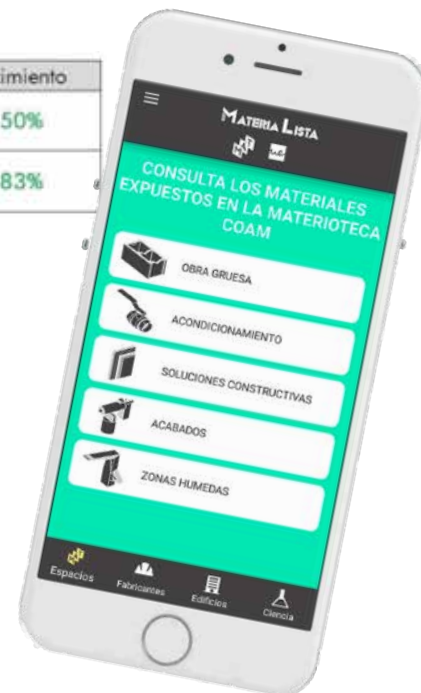 50%
83%
MATERIA LISTA
CONSULTA LOS MATERIALES
EXPUESTOS EN LA MATERIOTECA
COAM
OBRA GRUESA
ACONDICIONAMIENTO
SOLUCIONES CONSTRUCTIVAS
ACABADOS
ZONAS HUMEDAS
Espacios Fabricantes Edificios Ciencia